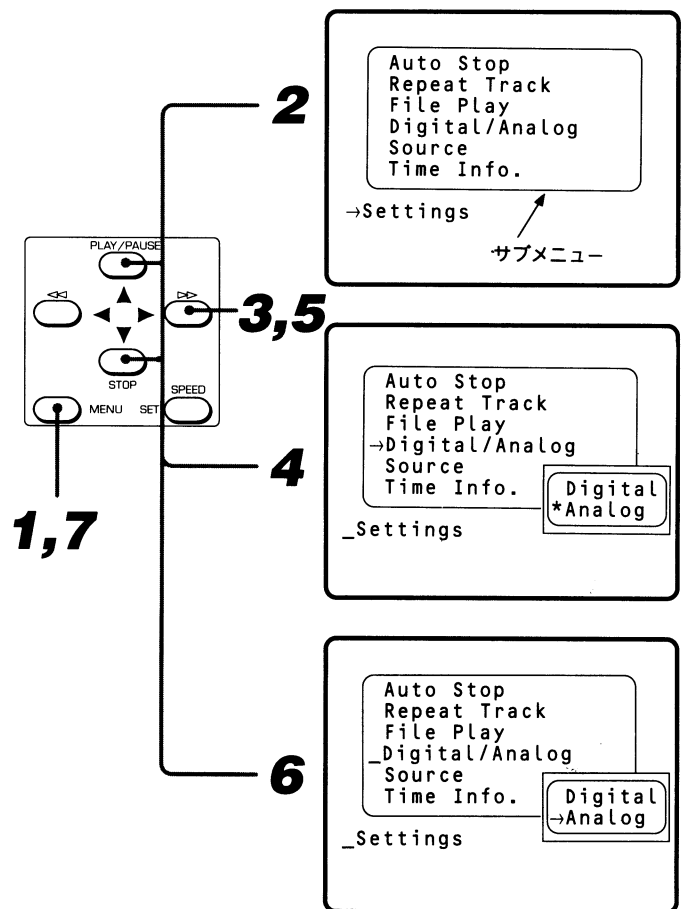 2
Auto Stop
Repeat Track
File Play
Digital/Analog
Source
Time Info.
→Settings
サブメニュー
PLAY/PAUSE
3,5
STOP
MENU
SET
SPEED
1,7
4
Auto Stop
Repeat Track
File Play
→Digital/Analog
Source
Time Info.
Digital
*Analog
_Settings
6
Auto Stop
Repeat Track
File Play
_Digital/Analog
Source
Time Info.
Digital
→Analog
_Settings